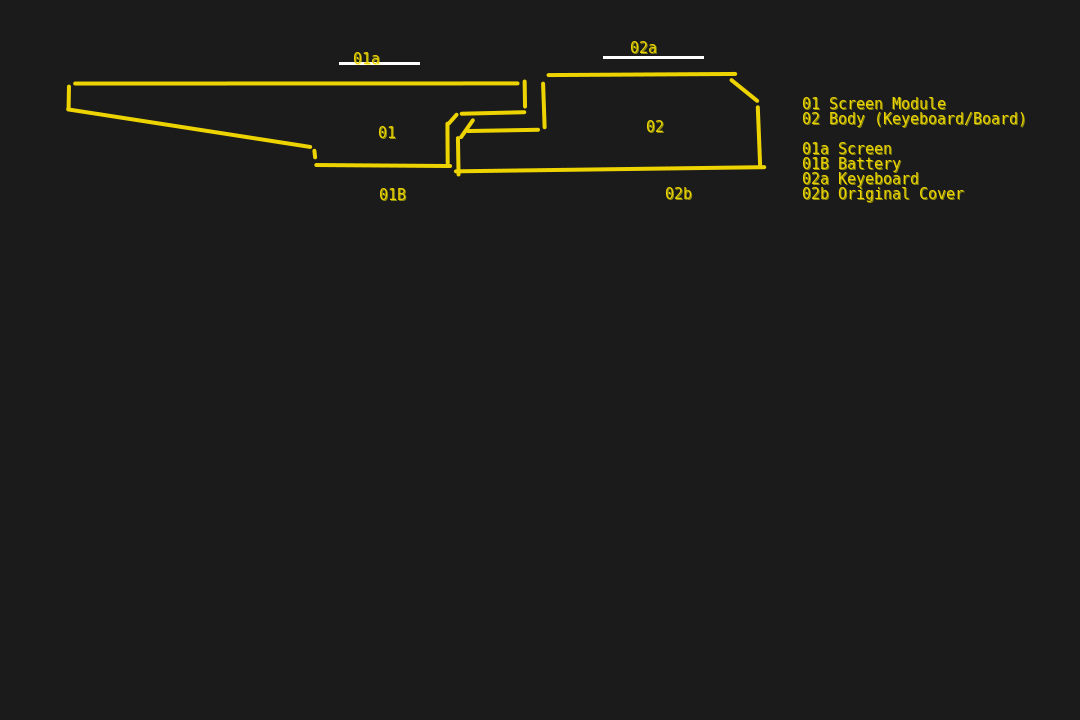 01a
02a
01
02
01B
02b
01 Screen Module
02 Body (Keyeboard/Board)
01a Screen
01B Battery
02a Keyeboard
02b Original Cover